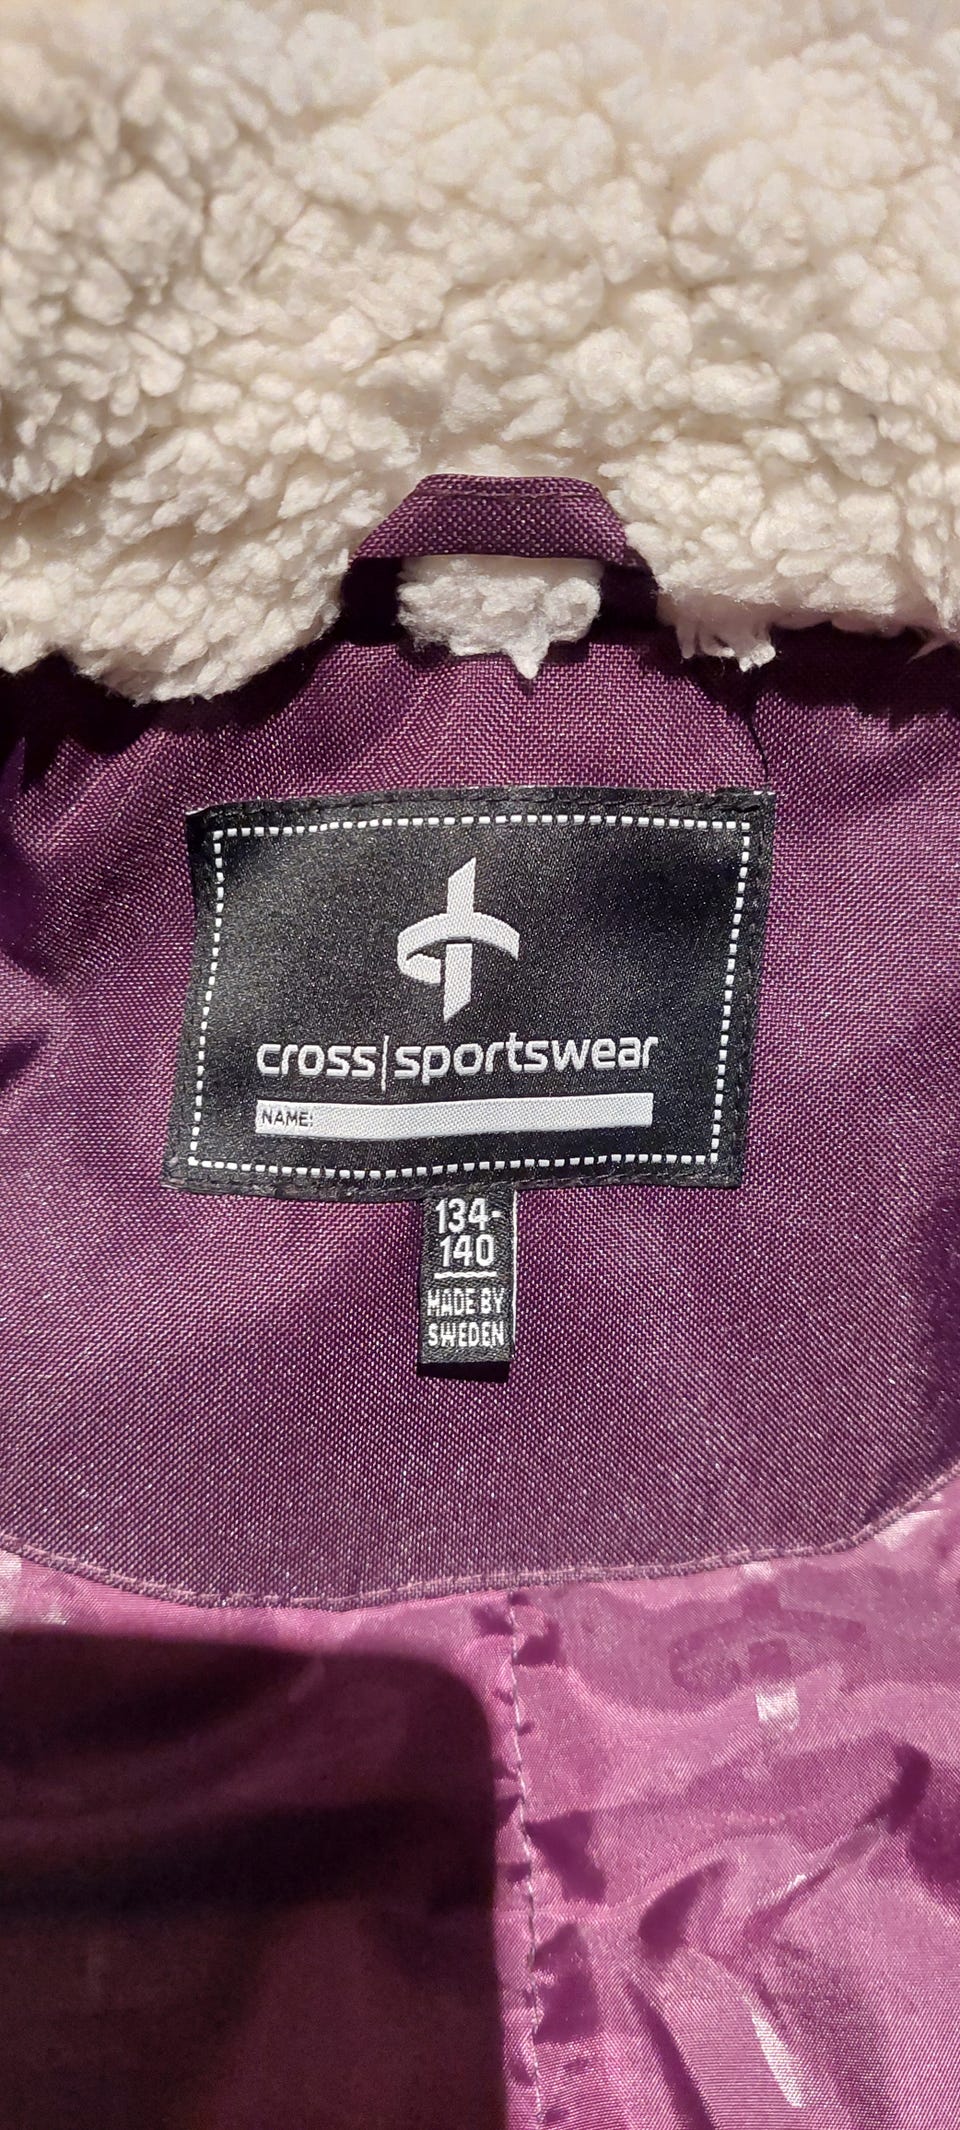 cross|sportswear
NAME:
134-
140
MADE BY
SWEDEN